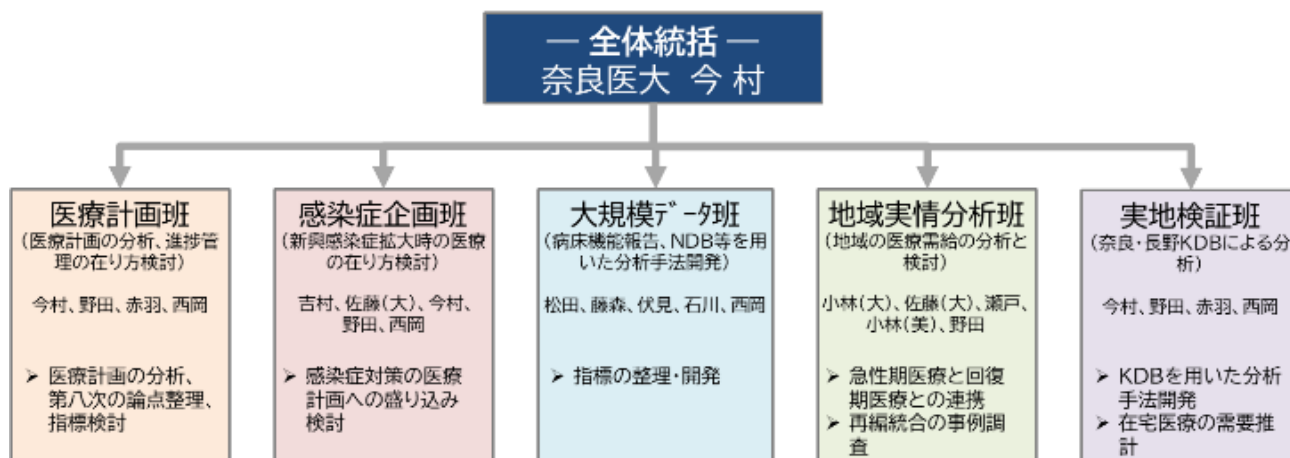 ― 全体統括 ―
奈良医大 今 村
医療計画班
(医療計画の分析、進捗管
理の在り方検討)
今村、野田、赤羽、西岡
➢ 医療計画の分析、
第八次の論点整理、
指標検討
感染症企画班
(新興感染症拡大時の医療
の在り方検討)
吉村、佐藤(大)、今村、
野田、西岡
➢ 感染症対策の医療
計画への盛り込み
検討
大規模ﾃﾞｰﾀ班
(病床機能報告、NDB等を用
いた分析手法開発)
松田、藤森、伏見、石川、西岡
➢ 指標の整理・開発
地域実情分析班
(地域の医療需給の分析と
検討)
小林(大)、佐藤(大)、瀬戸、
小林(美)、野田
➢ 急性期医療と回復
期医療との連携
➢ 再編統合の事例調
査
実地検証班
(奈良・長野KDBによる分
析)
今村、野田、赤羽、西岡
➢ KDBを用いた分析
手法開発
➢ 在宅医療の需要推
計